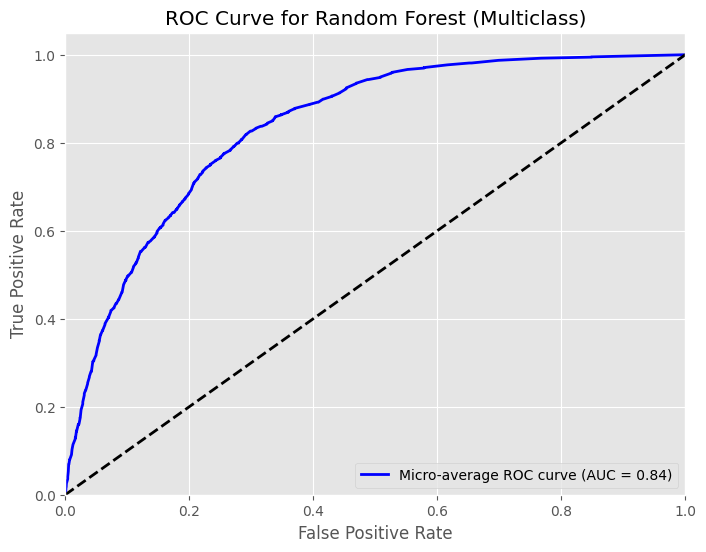 ROC Curve for Random Forest (Multiclass)
True Positive Rate
1.0
0.8
0.6
0.4
0.2
0.0
Micro-average ROC curve (AUC = 0.84)
0.0 0.2 0.4 0.6 0.8 1.0
False Positive Rate